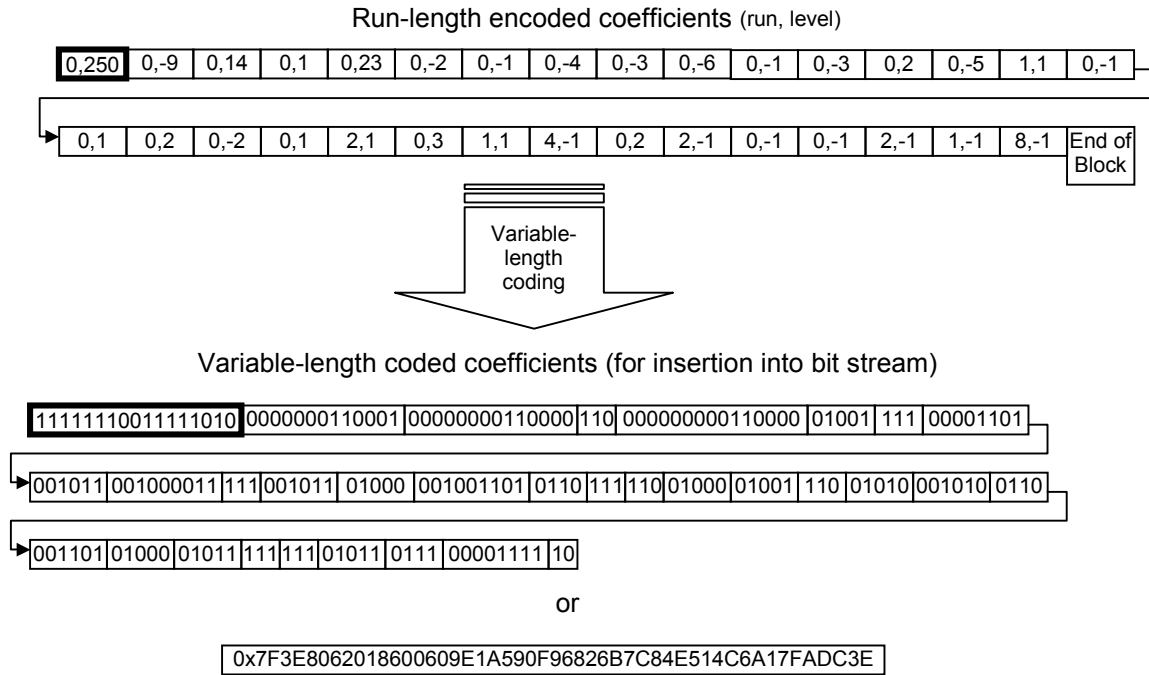 Run-length encoded coefficients (run, level)
0,250 0,-9 0,14 0,1 0,23 0,-2 0,-1 0,-4 0,-3 0,-6 0,-1 0,-3 0,2 0,-5 1,1 0,-1
0,1 0,2 0,-2 0,1 2,1 0,3 1,1 4,-1 0,2 2,-1 0,-1 0,-1 2,-1 1,-1 8,-1 End of
Block
Variable-
length
coding
Variable-length coded coefficients (for insertion into bit stream)
11111110011111010 0000000110001 00000000110000 110 000000000110000 01001 111 00001101
001011 001000011 111 001011 01000 001001101 0110 111 110 01000 01001 110 01010 001010 0110
001101 01000 01011 111 111 01011 0111 00001111 10
or
0x7F3E8062018600609E1A590F96826B7C84E514C6A17FADC3E